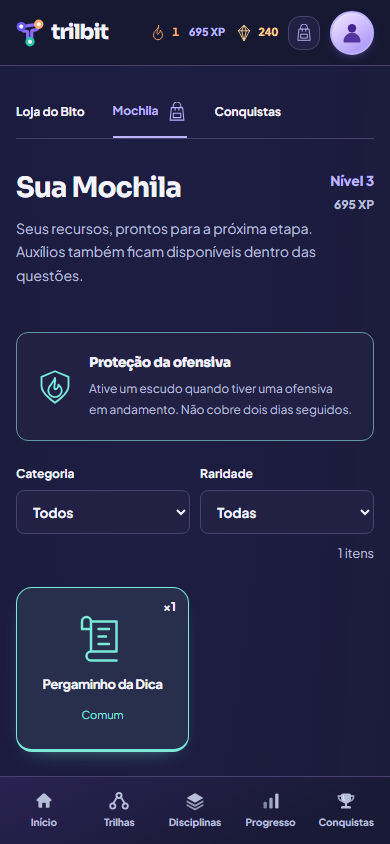 trilbit
1 695 XP 240
Loja do Bito Mochila Conquistas
Sua Mochila
Nível 3
695 XP
Seus recursos, prontos para a próxima etapa.
Auxílios também ficam disponíveis dentro das
questões.
Proteção da ofensiva
Ative um escudo quando tiver uma ofensiva
em andamento. Não cobre dois dias seguidos.
Categoria Raridade
Todos Todas
1 itens
×1
Pergaminho da Dica
Comum
Início Trilhas Disciplinas Progresso Conquistas